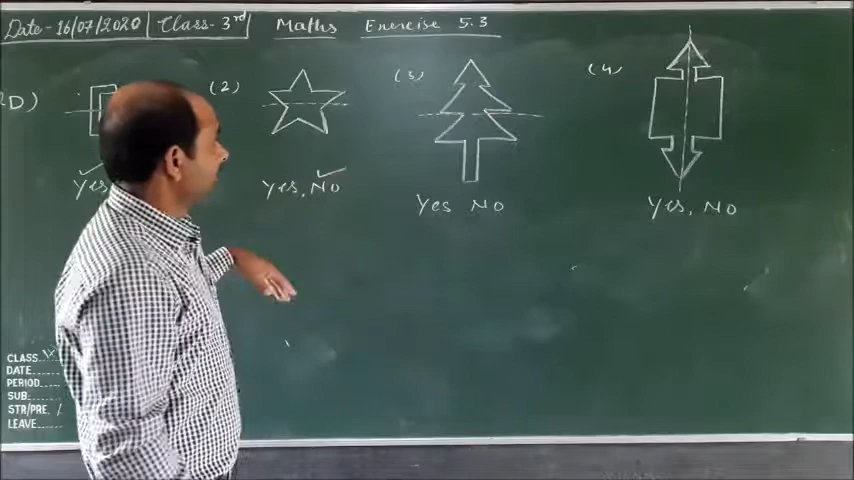 Date - 16/07/2020 Class - 3rd Maths Exercise 5.3
D) (2) (3) (4)
Yes Yes, No Yes No Yes, No
CLASS
DATE
PERIOD
SUB.
STR/PRE. /
LEAVE